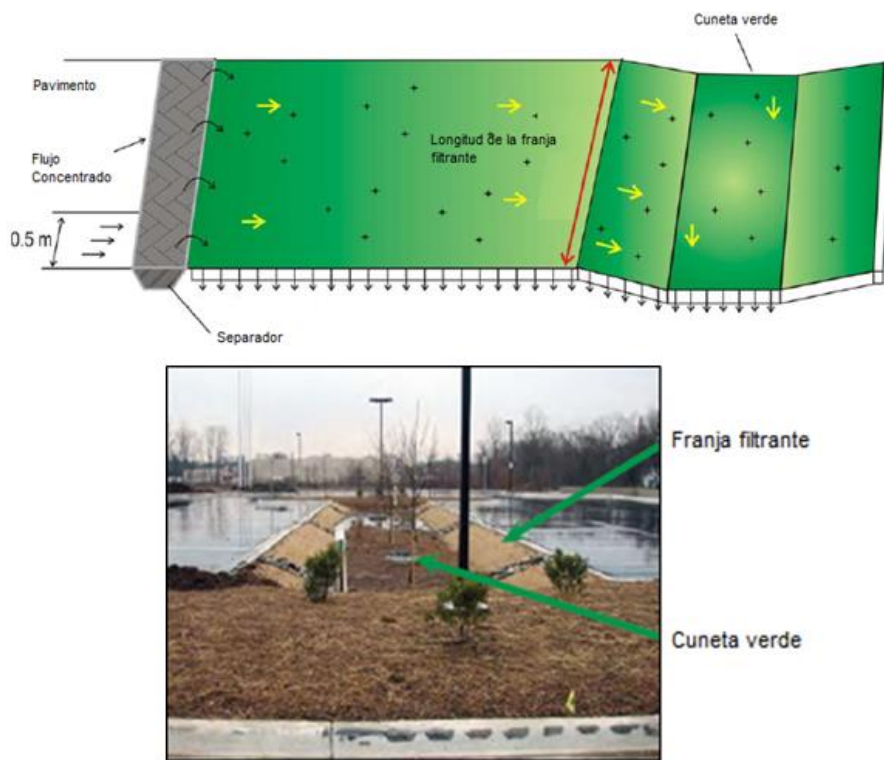 Cuneta verde
Pavimento
Longitud de la franja
filtrante
Flujo
Concentrado
0.5 m
Separador
Franja filtrante
Cuneta verde